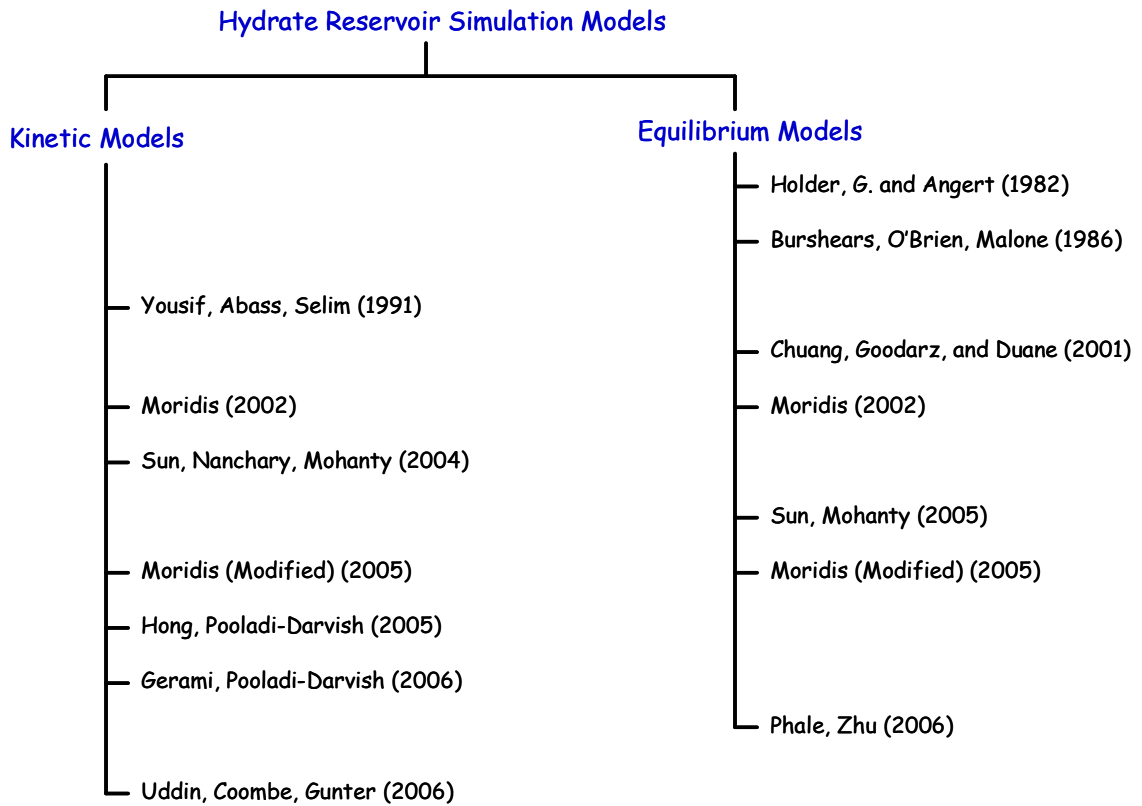 Hydrate Reservoir Simulation Models
Kinetic Models
Yousif, Abass, Selim (1991)
Moridis (2002)
Sun, Nanchary, Mohanty (2004)
Moridis (Modified) (2005)
Hong, Pooladi-Darvish (2005)
Gerami, Pooladi-Darvish (2006)
Uddin, Coombe, Gunter (2006)
Equilibrium Models
Holder, G. and Angert (1982)
Burshears, O'Brien, Malone (1986)
Chuang, Goodarz, and Duane (2001)
Moridis (2002)
Sun, Mohanty (2005)
Moridis (Modified) (2005)
Phale, Zhu (2006)